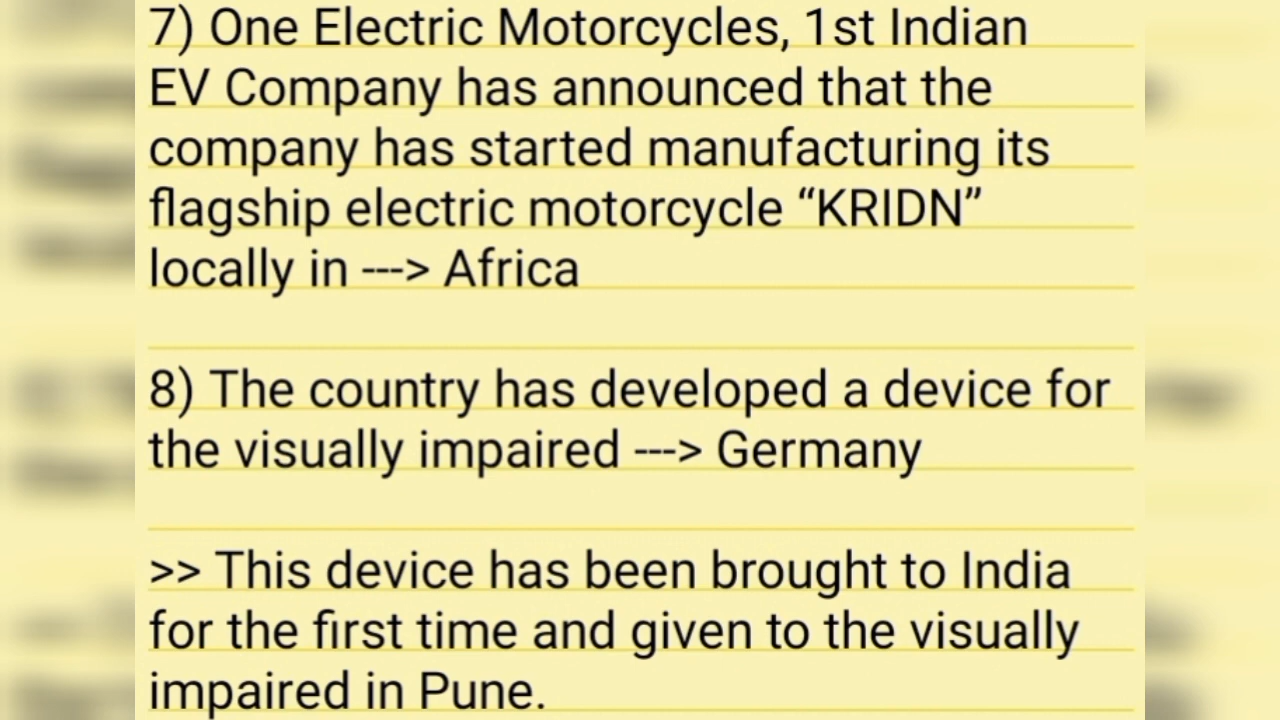 7) One Electric Motorcycles, 1st Indian
EV Company has announced that the
company has started manufacturing its
flagship electric motorcycle “KRIDN”
locally in ---> Africa
8) The country has developed a device for
the visually impaired ---> Germany
>> This device has been brought to India
for the first time and given to the visually
impaired in Pune.